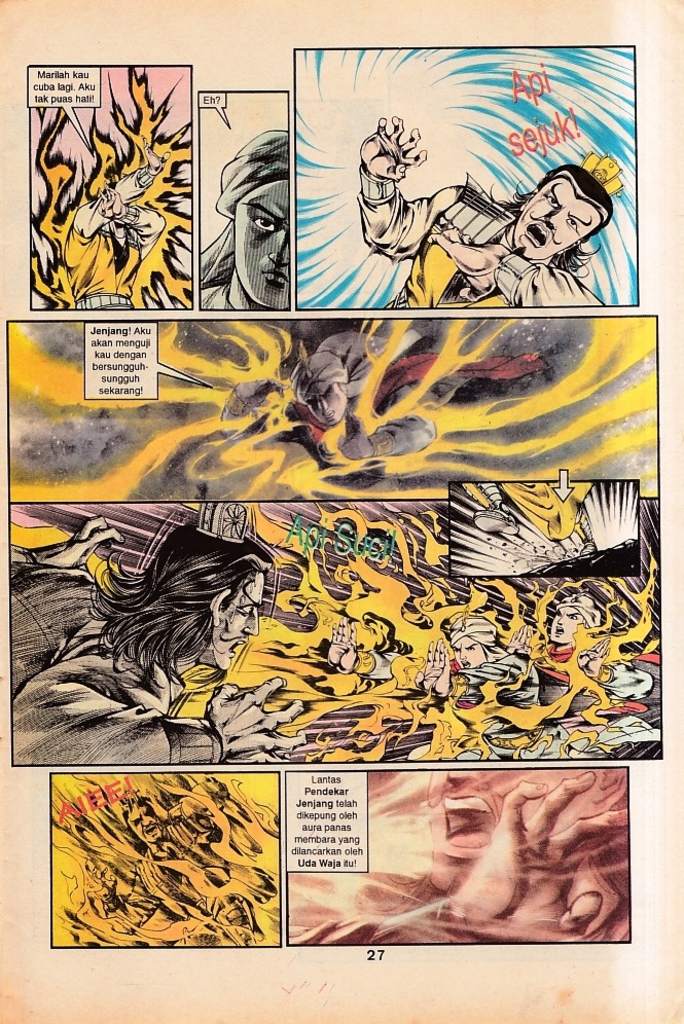 Marilah kau
cuba lagi. Aku
tak puas hati!
Eh?
Api
sejuk!
Jenjang! Aku
akan menguji
kau dengan
bersungguh-
sungguh
sekarang!
Api Suci!
AIEE!
Lantas
Pendekar
Jenjang telah
dikepung oleh
aura panas
membara yang
dilancarkan oleh
Uda Waja itu!
27